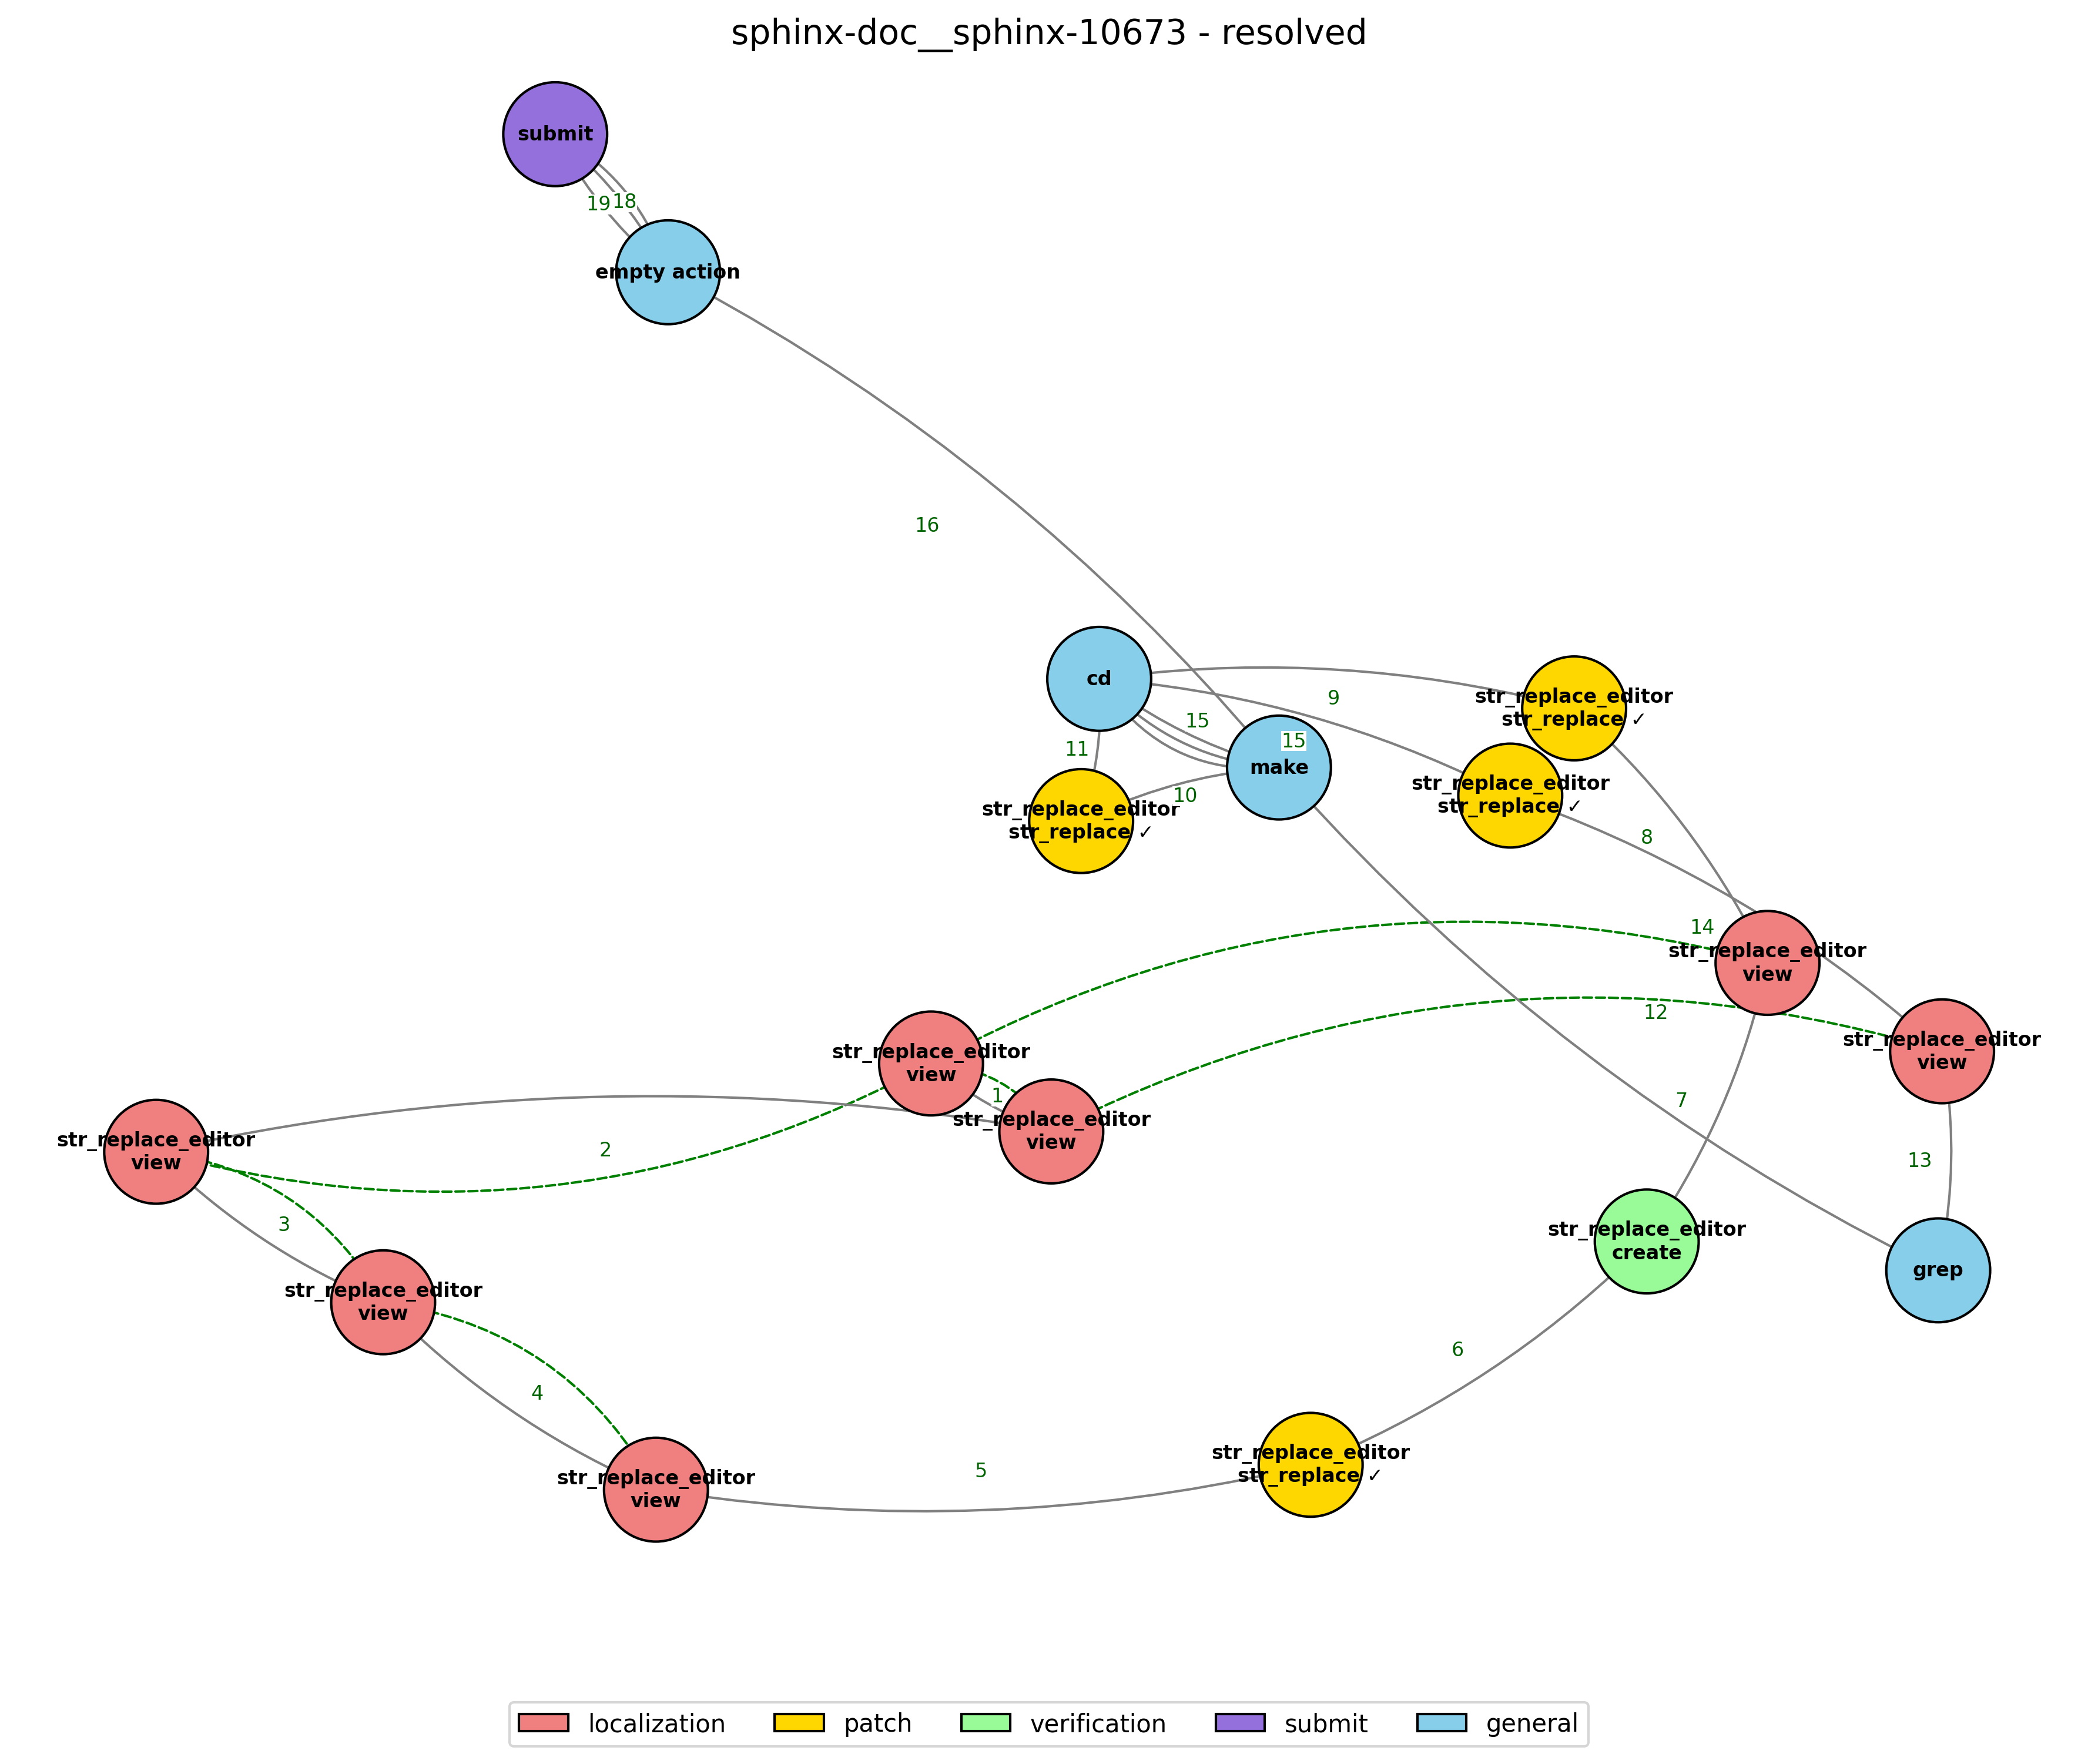 sphinx-doc__sphinx-10673 - resolved
submit
19
18
empty action
16
cd
9
str_replace_editor
str_replace ✓
15
15
11
make
str_replace_editor
str_replace ✓
10
str_replace_editor
str_replace ✓
8
14
str_replace_editor
view
12
str_replace_editor
view
str_replace_editor
view
1
7
str_replace_editor
view
str_replace_editor
view
2
13
3
str_replace_editor
create
grep
str_replace_editor
view
6
4
str_replace_editor
str_replace ✓
5
str_replace_editor
view
localization
patch
verification
submit
general